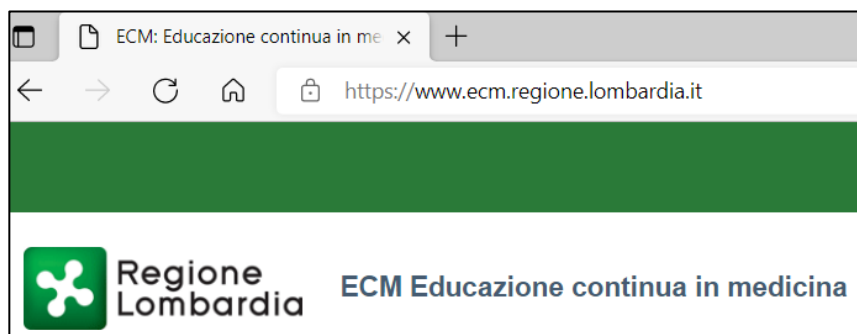 ECM: Educazione continua in me
https://www.ecm.regione.lombardia.it
Regione
Lombardia
ECM Educazione continua in medicina